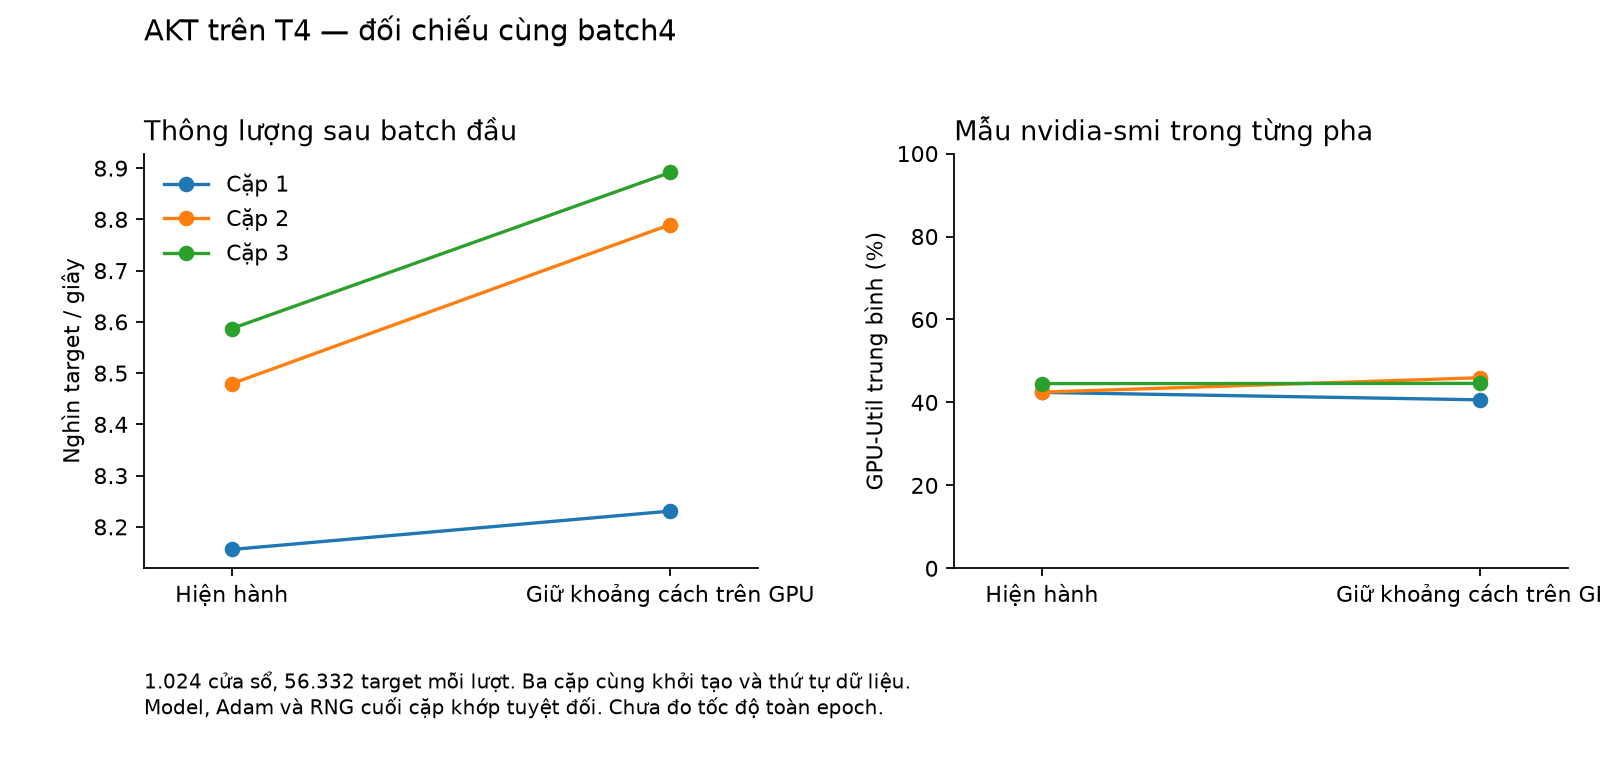 AKT trên T4 — đối chiếu cùng batch4
Thông lượng sau batch đầu
Nghìn target / giây
8.9
8.8
8.7
8.6
8.5
8.4
8.3
8.2
Cặp 1
Cặp 2
Cặp 3
Hiện hành
Giữ khoảng cách trên GPU
Mẫu nvidia-smi trong từng pha
GPU-Util trung bình (%)
100
80
60
40
20
0
Hiện hành
Giữ khoảng cách trên
1.024 cửa sổ, 56.332 target mỗi lượt. Ba cặp cùng khởi tạo và thứ tự dữ liệu.
Model, Adam và RNG cuối cặp khớp tuyệt đối. Chưa đo tốc độ toàn epoch.